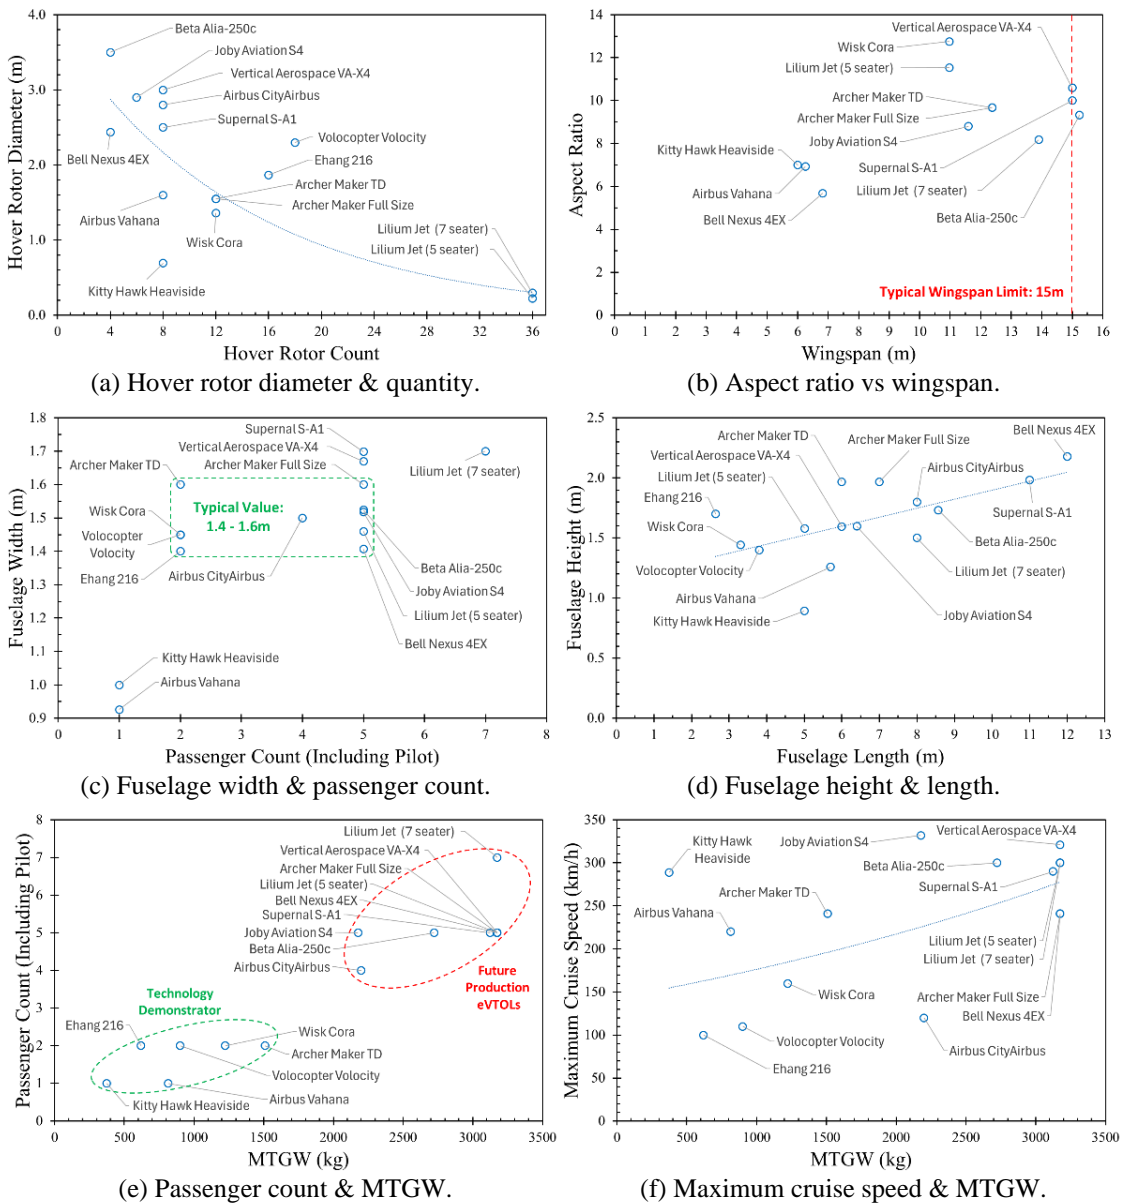 4.0
3.0
2.0
1.0
0.0
0
4
8
12
16
20
24
28
32
36
Hover Rotor Diameter (m)
Hover Rotor Count
Beta Alia-250c
Joby Aviation S4
Vertical Aerospace VA-X4
Airbus CityAirbus
Supernal S-A1
Volocopter Volocity
Bell Nexus 4EX
Ehang 216
Archer Maker TD
Archer Maker Full Size
Airbus Vahana
Wisk Cora
Lilium Jet
(7 seater)
Lilium Jet
(5 seater)
Kitty Hawk Heaviside
(a) Hover rotor diameter & quantity.
14
12
10
8
6
4
2
0
0
1
2
3
4
5
6
7
8
9
10
11
12
13
14
15
16
Aspect Ratio
Wingspan (m)
Vertical Aerospace VA-X4
Wisk Cora
Lilium Jet (5 seater)
Archer Maker TD
Archer Maker Full Size
Joby Aviation S4
Kitty Hawk Heaviside
Supernal S-A1
Airbus Vahana
Lilium Jet (7 seater)
Bell Nexus 4EX
Beta Alia-250c
Typical Wingspan Limit: 15m
(b) Aspect ratio vs wingspan.
1.8
1.7
1.6
1.5
1.4
1.3
1.2
1.1
1.0
0.9
0
1
2
3
4
5
6
7
8
Fuselage Width (m)
Passenger Count (Including Pilot)
Supernal S-A1
Vertical Aerospace VA-X4
Archer Maker TD
Archer Maker Full Size
Lilium Jet (7 seater)
Typical Value:
1.4 - 1.6m
Wisk Cora
Volocopter
Volocity
Ehang 216
Airbus CityAirbus
Beta Alia-250c
Joby Aviation S4
Lilium Jet (5 seater)
Bell Nexus 4EX
Kitty Hawk Heaviside
Airbus Vahana
(c) Fuselage width & passenger count.
2.5
2.0
1.5
1.0
0.5
0.0
0
1
2
3
4
5
6
7
8
9
10
11
12
13
Fuselage Height (m)
Fuselage Length (m)
Bell Nexus 4EX
Archer Maker
TD
Archer Maker Full Size
Vertical Aerospace
VA-X4
Airbus CityAirbus
Lilium Jet (5 seater)
Ehang 216
Supernal
S-A1
Wisk Cora
Beta Alia-250c
Volocopter Volocity
Lilium Jet
(7 seater)
Airbus Vahana
Kitty Hawk Heaviside
Joby Aviation S4
(d) Fuselage height & length.
8
7
6
5
4
3
2
1
0
0
500
1000
1500
2000
2500
3000
3500
Passenger Count (Including Pilot)
MTGW (kg)
Lilium Jet (7 seater)
Vertical Aerospace VA-X4
Archer Maker Full Size
Lilium Jet (5 seater)
Bell Nexus 4EX
Supernal S-A1
Joby Aviation S4
Beta Alia-250c
Airbus CityAirbus
Future
Production
eVTOLs
Technology
Demonstrator
Ehang 216
Wisk Cora
Archer Maker TD
Volocopter Volocity
Airbus Vahana
Kitty Hawk Heaviside
(e) Passenger count & MTGW.
350
300
250
200
150
100
50
0
0
500
1000
1500
2000
2500
3000
3500
Maximum Cruise Speed (km/h)
MTGW (kg)
Vertical Aerospace VA-X4
Joby Aviation S4
Kitty Hawk
Heaviside
Beta Alia-250c
Supernal S-A1
Archer Maker TD
Airbus Vahana
Lilium Jet (5 seater)
Lilium Jet (7 seater)
Wisk Cora
Archer Maker Full Size
Bell Nexus 4EX
Volocopter Volocity
Airbus CityAirbus
Ehang 216
(f) Maximum cruise speed & MTGW.